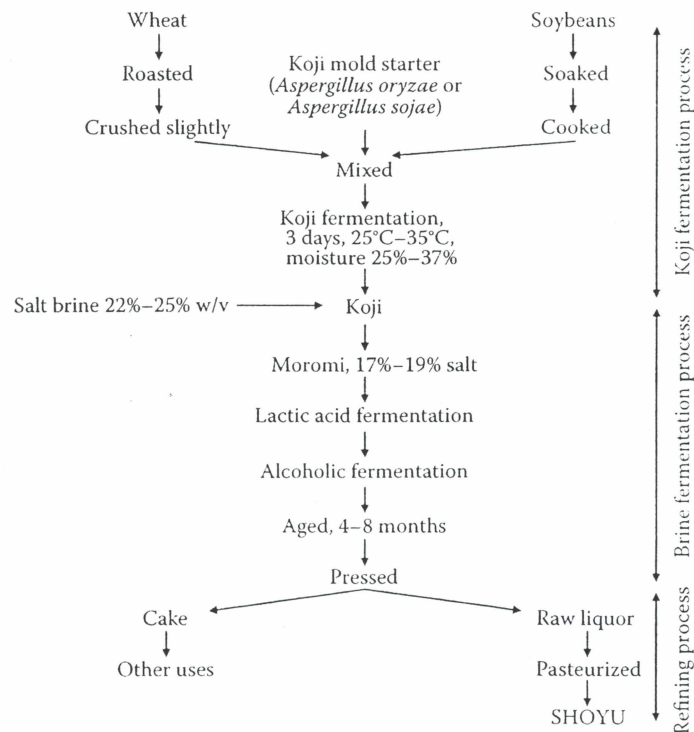 Wheat
Soybeans
Roasted
Koji mold starter
(Aspergillus oryzae or
Aspergillus sojae)
Soaked
Crushed slightly
Cooked
Mixed
Koji fermentation,
3 days, 25°C–35°C,
moisture 25%–37%
Koji fermentation process
Salt brine 22%–25% w/v
Koji
Moromi, 17%–19% salt
Lactic acid fermentation
Alcoholic fermentation
Aged, 4–8 months
Pressed
Brine fermentation process
Cake
Raw liquor
Other uses
Pasteurized
SHOYU
Refining process